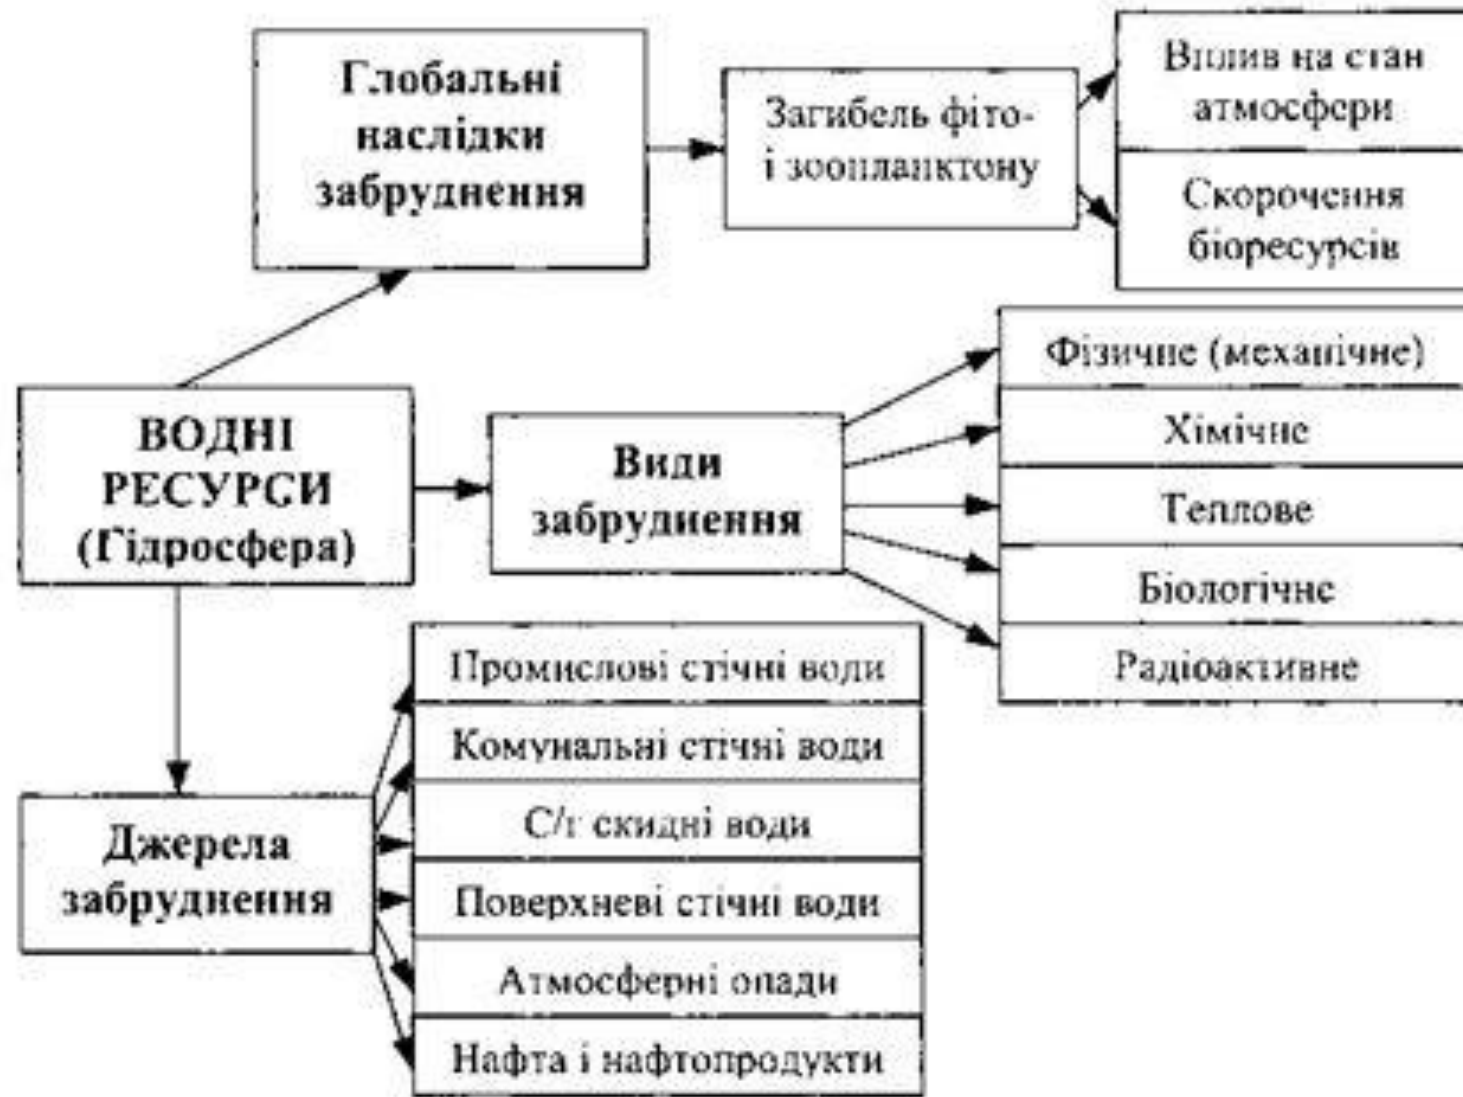 Глобальні
наслідки
забруднення
Загибель фіто-
і зоопланктону
Вплив на стан
атмосфери
Скорочення
біоресурсів
ВОДНІ
РЕСУРСИ
(Гідросфера)
Види
забруднення
Фізичне (механічне)
Хімічне
Теплове
Біологічне
Радіоактивне
Джерела
забруднення
Промислові стічні води
Комунальні стічні води
С/г скидні води
Поверхневі стічні води
Атмосферні опади
Нафта і нафтопродукти